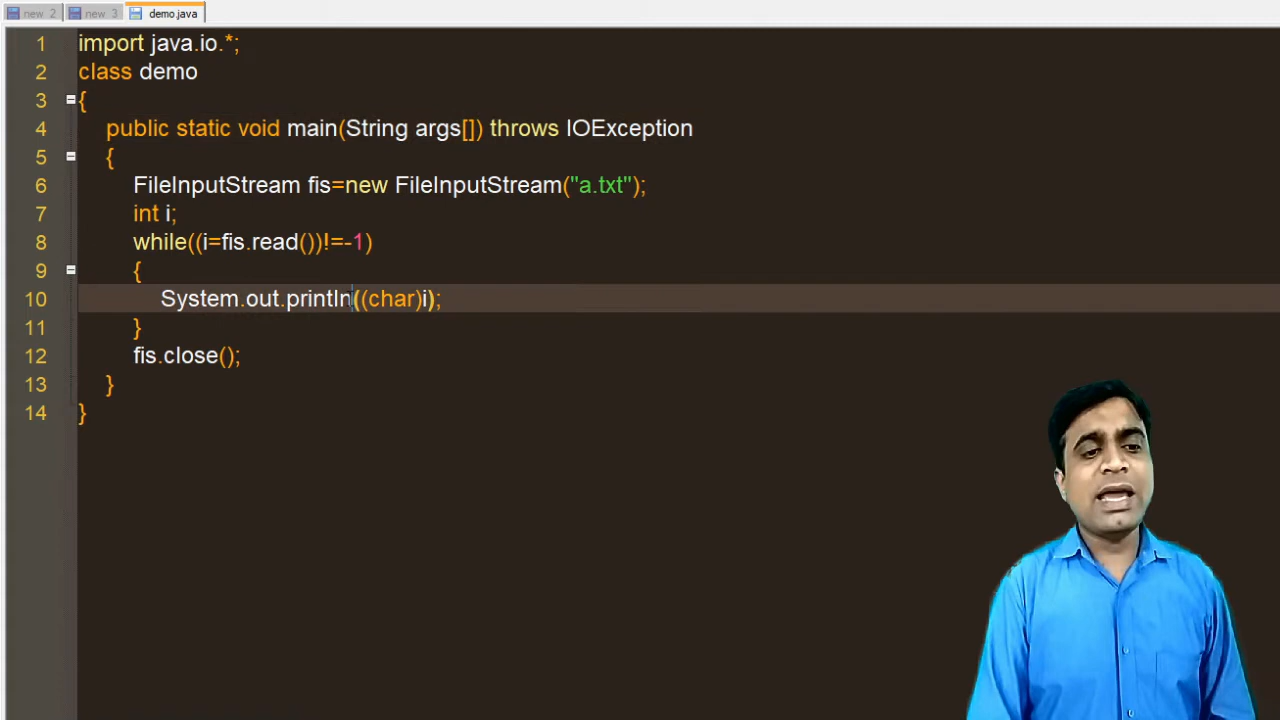 new 2 new 3 demo.java
1 import java.io.*;
2 class demo
3 {
4 public static void main(String args[]) throws IOException
5 {
6 FileInputStream fis=new FileInputStream("a.txt");
7 int i;
8 while((i=fis.read())!=-1)
9 {
10 System.out.println((char)i);
11 }
12 fis.close();
13 }
14 }